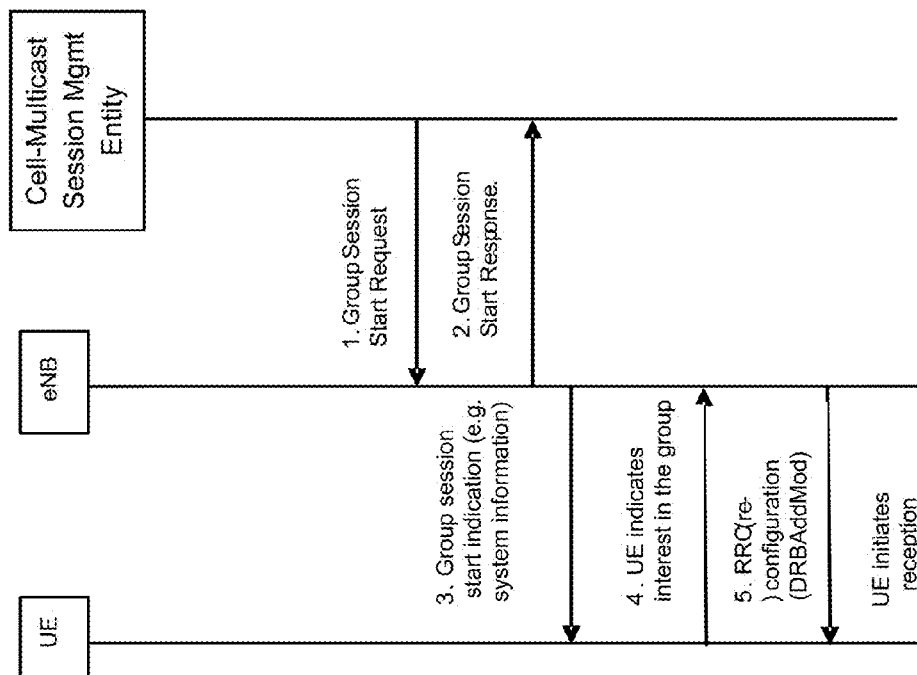 Cell-Multicast
Session Mgmt
Entity
eNB
UE
1. Group Session
Start Request
2. Group Session
Start Response.
3. Group session
start indication (e.g.
system information)
4. UE indicates
interest in the group
5. RRC(re-
) configuration
(DRBAddMod)
UE initiates
reception